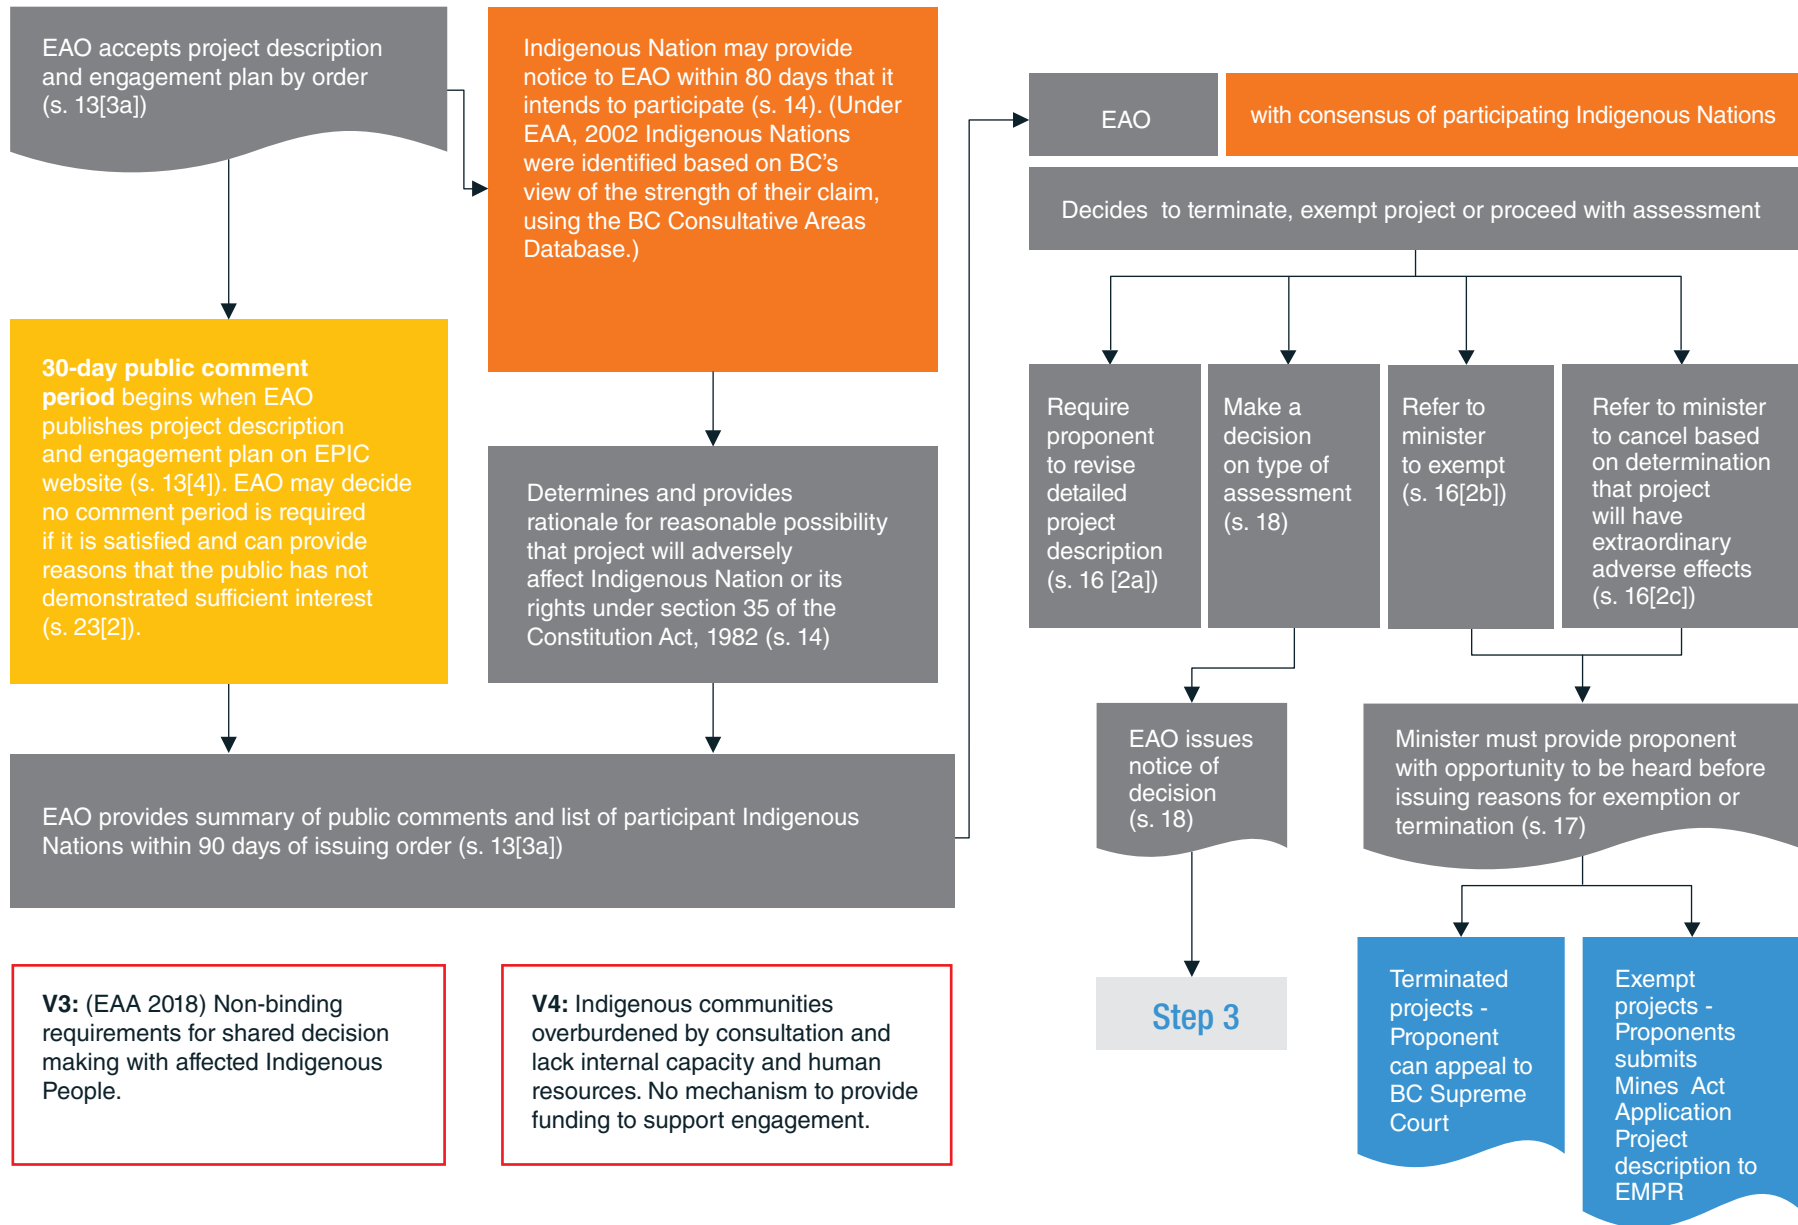 EAO accepts project description
and engagement plan by order
(s. 13[3a])
30-day public comment
period begins when EAO
publishes project description
and engagement plan on EPIC
website (s. 13[4]). EAO may decide
no comment period is required
if it is satisfied and can provide
reasons that the public has not
demonstrated sufficient interest
(s. 23[2]).
Indigenous Nation may provide
notice to EAO within 80 days that it
intends to participate (s. 14). (Under
EAA, 2002 Indigenous Nations
were identified based on BC’s
view of the strength of their claim,
using the BC Consultative Areas
Database.)
Determines and provides
rationale for reasonable possibility
that project will adversely
affect Indigenous Nation or its
rights under section 35 of the
Constitution Act, 1982 (s. 14)
EAO provides summary of public comments and list of participant Indigenous
Nations within 90 days of issuing order (s. 13[3a])
V3: (EAA 2018) Non-binding
requirements for shared decision
making with affected Indigenous
People.
V4: Indigenous communities
overburdened by consultation and
lack internal capacity and human
resources. No mechanism to provide
funding to support engagement.
EAO
with consensus of participating Indigenous Nations
Decides to terminate, exempt project or proceed with assessment
Require
proponent
to revise
detailed
project
description
(s. 16 [2a])
Make a
decision
on type of
assessment
(s. 18)
Refer to
minister
to exempt
(s. 16[2b])
Refer to minister
to cancel based
on determination
that project
will have
extraordinary
adverse effects
(s. 16[2c])
EAO issues
notice of
decision
(s. 18)
Step 3
Minister must provide proponent
with opportunity to be heard before
issuing reasons for exemption or
termination (s. 17)
Terminated
projects -
Proponent
can appeal to
BC Supreme
Court
Exempt
projects -
Proponents
submits
Mines Act
Application
Project
description to
EMPR